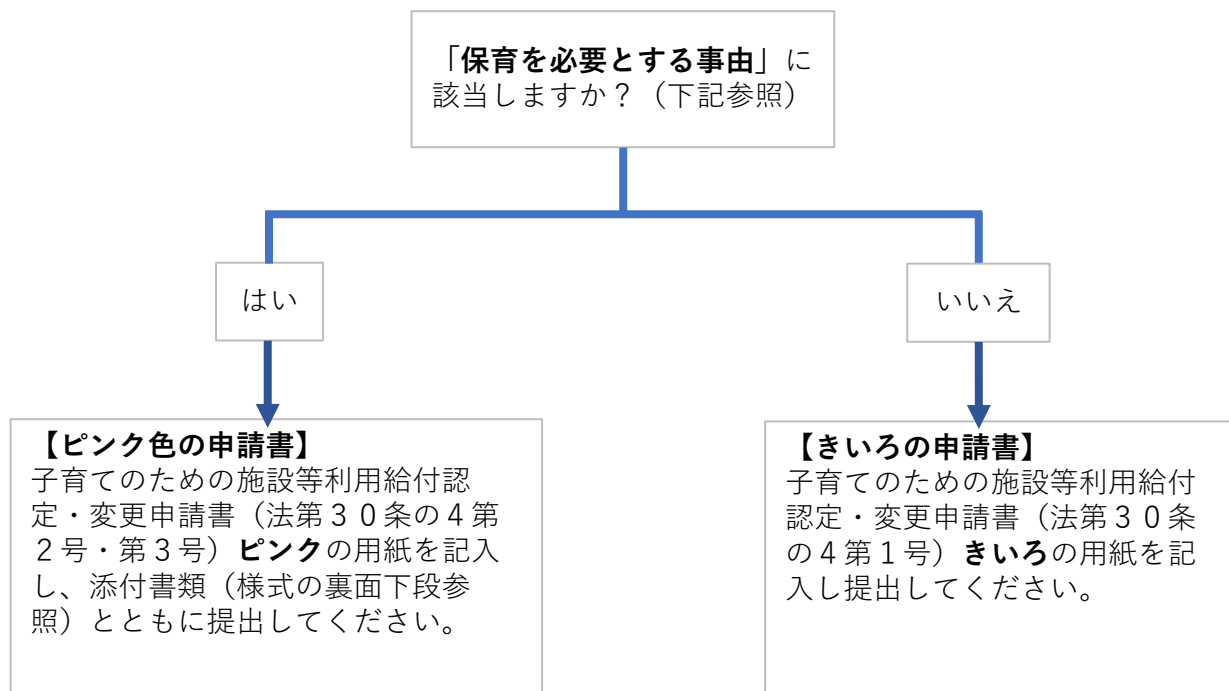 「保育を必要とする事由」に
該当しますか？（下記参照）
はい
いいえ
【ピンク色の申請書】
子育てのための施設等利用給付認
定・変更申請書（法第３０条の４第
２号・第３号）ピンクの用紙を記入
し、添付書類（様式の裏面下段参
照）とともに提出してください。
【きいろの申請書】
子育てのための施設等利用給付
認定・変更申請書（法第３０条
の４第１号）きいろの用紙を記
入し提出してください。